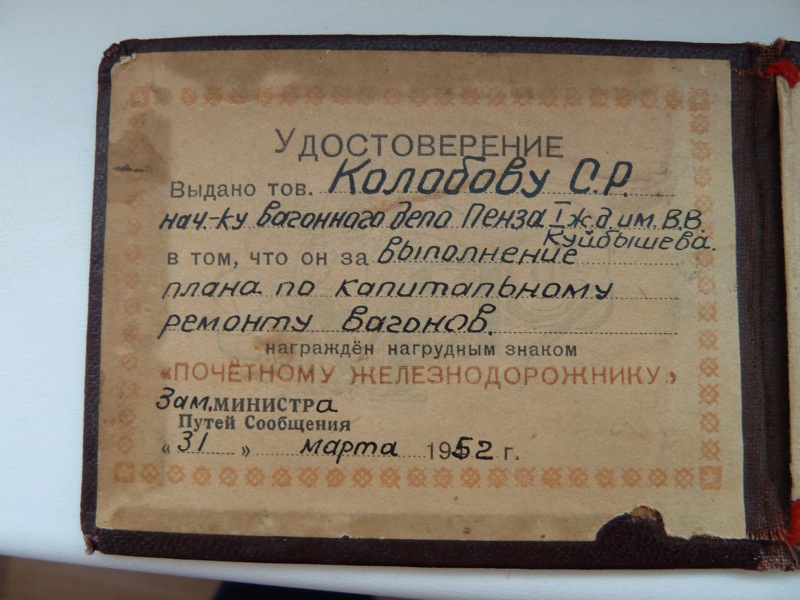 Удостоверение
Выдано тов. Колобову С.Р.
нач.-ку вагонного депо Пенза I ж.д. им. В.В.
Куйбышева.
в том, что он за выполнение
плана по капитальному
ремонту вагонов.
награждён нагрудным знаком
«ПОЧЁТНОМУ ЖЕЛЕЗНОДОРОЖНИКУ»
Зам. МИНИСТРа
Путей Сообщения
« 31 » марта 1952 г.